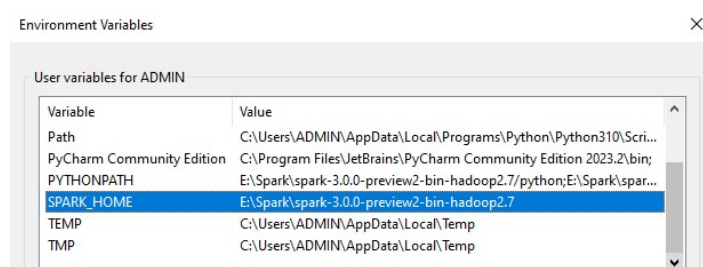 Environment Variables
User variables for ADMIN
Variable Value
Path C:\Users\ADMIN\AppData\Local\Programs\Python\Python310\Scri...
PyCharm Community Edition C:\Program Files\JetBrains\PyCharm Community Edition 2023.2\bin;
PYTHONPATH E:\Spark\spark-3.0.0-preview2-bin-hadoop2.7/python;E:\Spark\spar...
SPARK_HOME E:\Spark\spark-3.0.0-preview2-bin-hadoop2.7
TEMP C:\Users\ADMIN\AppData\Local\Temp
TMP C:\Users\ADMIN\AppData\Local\Temp